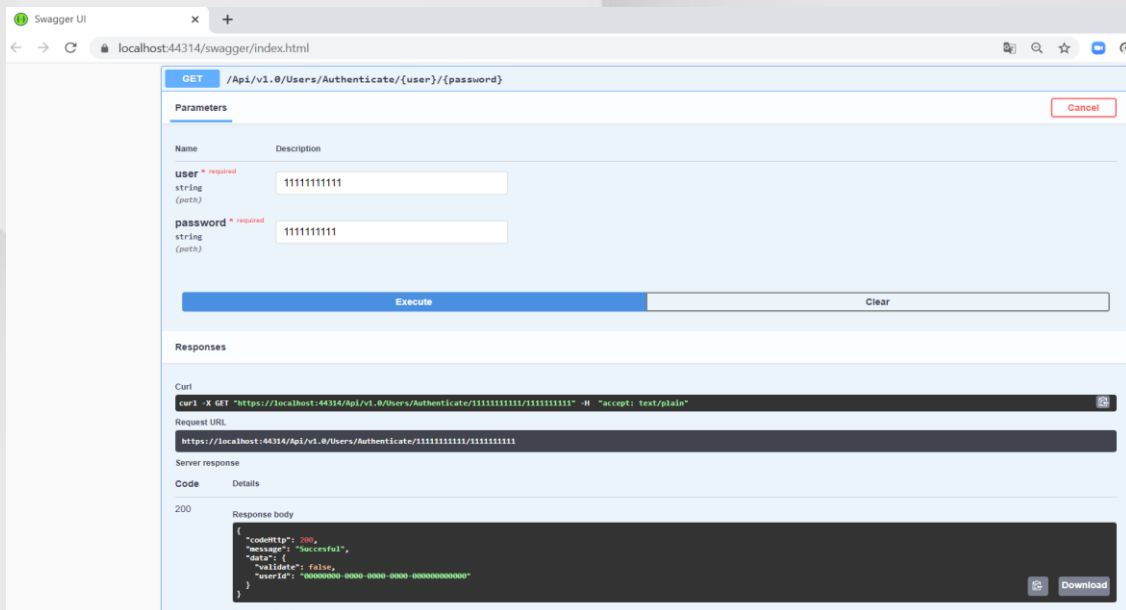 Swagger UI
localhost:44314/swagger/index.html
GET /Api/v1.0/Users/Authenticate/{user}/{password}
Parameters
Cancel
Name Description
user * required
string
(path)
11111111111
password * required
string
(path)
1111111111
Execute Clear
Responses
Curl
curl -X GET "https://localhost:44314/Api/v1.0/Users/Authenticate/11111111111/1111111111" -H "accept: text/plain"
Request URL
https://localhost:44314/Api/v1.0/Users/Authenticate/11111111111/1111111111
Server response
Code Details
200
Response body
{
"codeHttp": 200,
"message": "Succesful",
"data": {
"validate": false,
"userId": "00000000-0000-0000-0000-000000000000"
}
}
Download